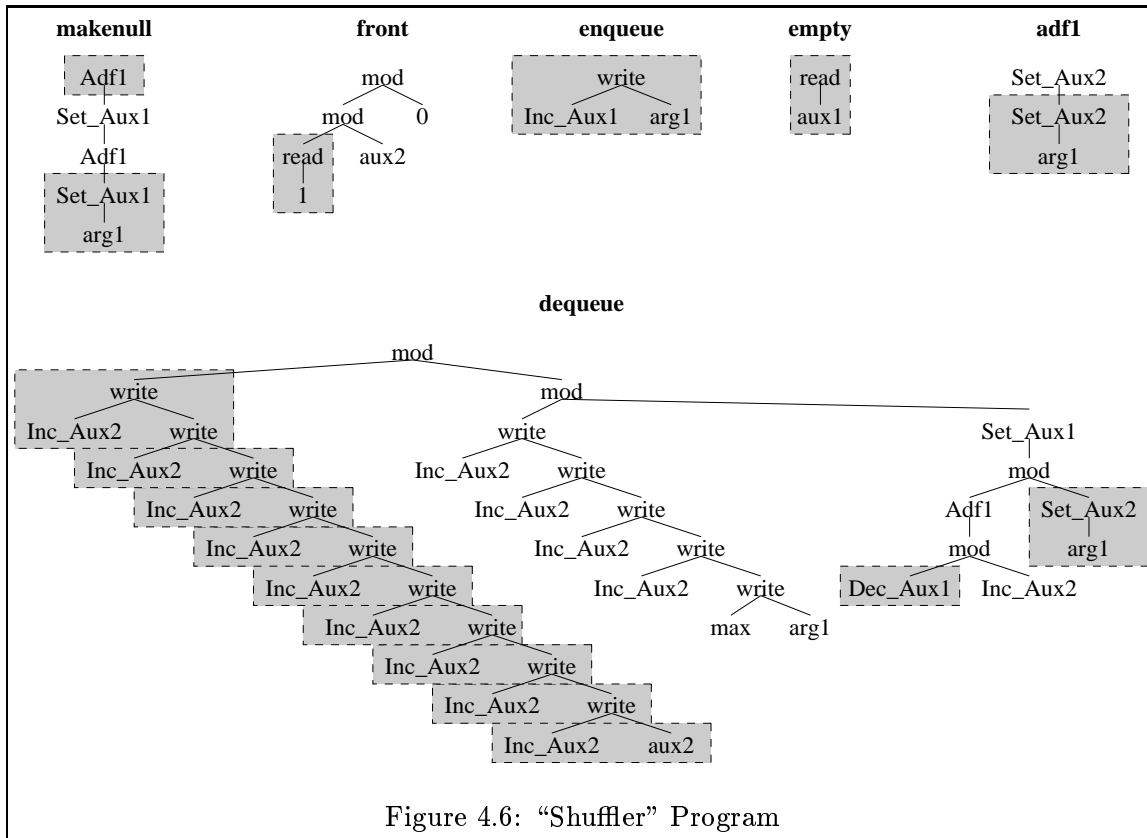 makenull front enqueue empty adf1
Adf1 mod write read Set_Aux2
Set_Aux1 mod 0 Inc_Aux1 arg1 aux1 Set_Aux2
Adf1 read aux2 arg1
Set_Aux1 1
arg1
dequeue
mod
write mod
Inc_Aux2 write write Set_Aux1
Inc_Aux2 write Inc_Aux2 write mod
Inc_Aux2 write Inc_Aux2 write Adf1 Set_Aux2
Inc_Aux2 write Inc_Aux2 write mod arg1
Inc_Aux2 write Inc_Aux2 write Dec_Aux1 Inc_Aux2
Inc_Aux2 write max arg1
Inc_Aux2 write
Inc_Aux2 write
Inc_Aux2 aux2
Figure 4.6: “Shuffler” Program